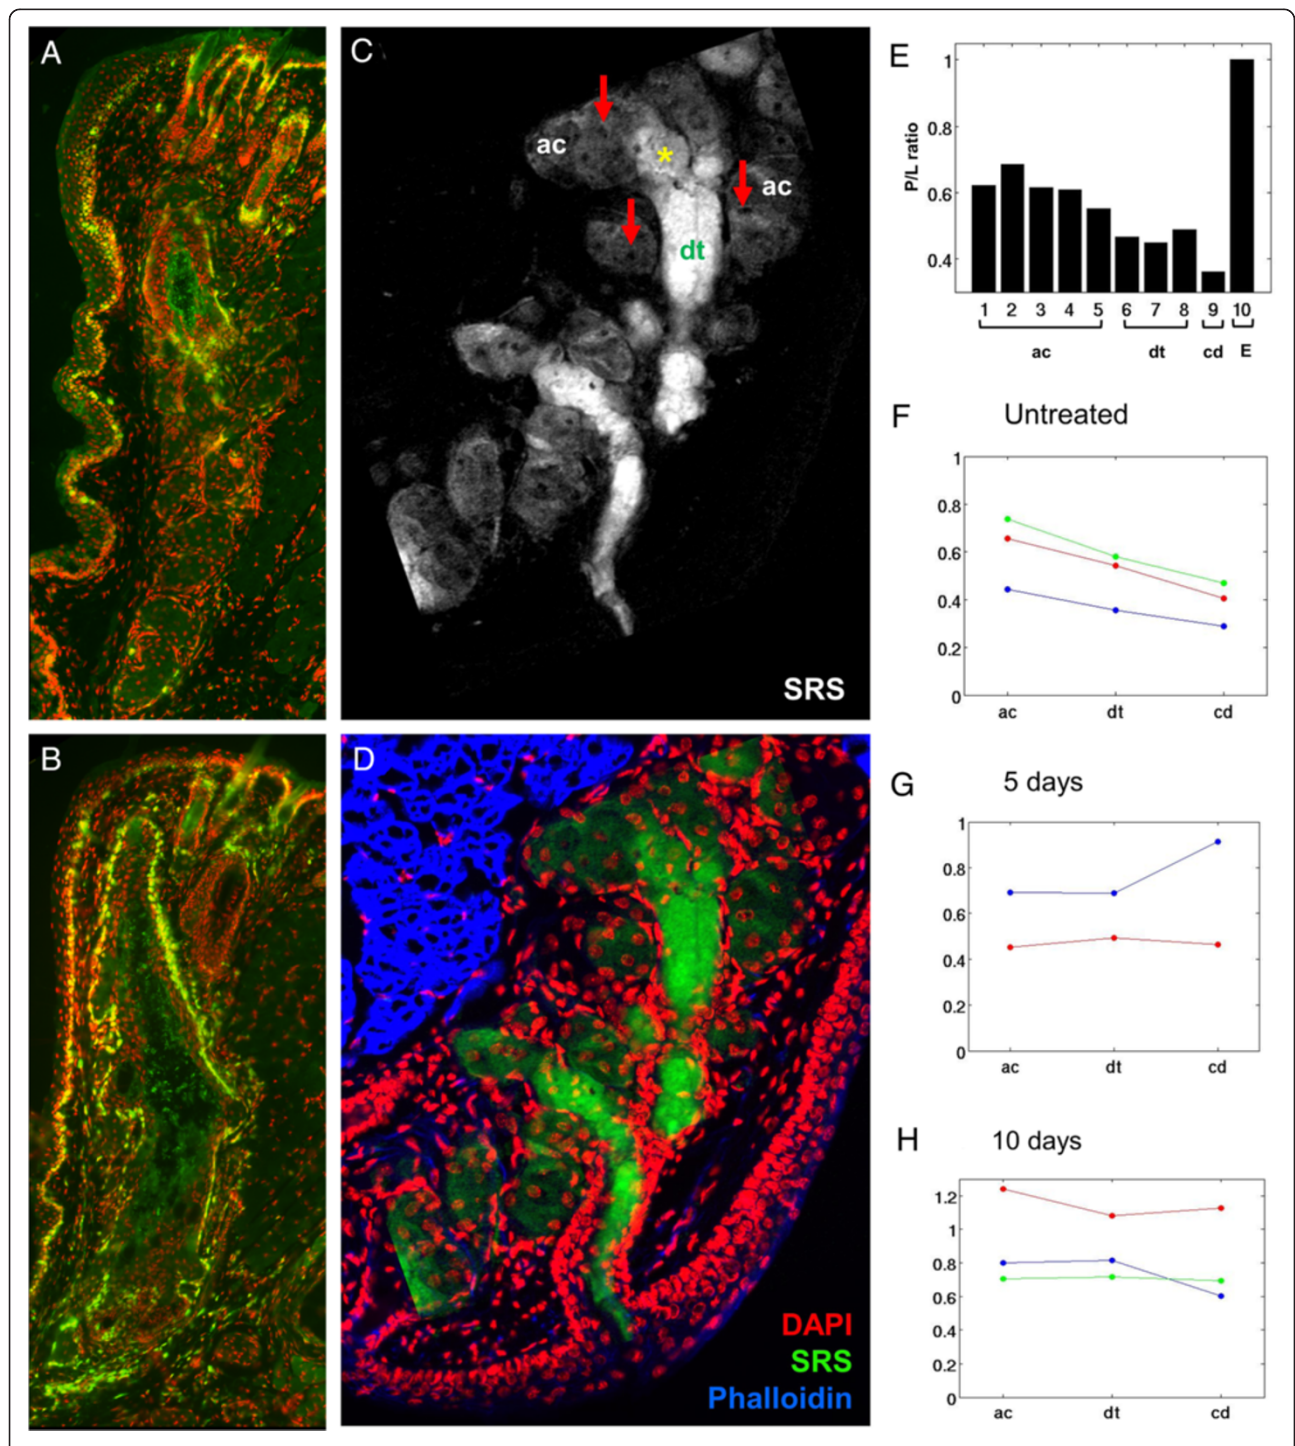 A
B
C
ac
*
ac
dt
SRS
D
DAPI
SRS
Phalloidin
E
P/L ratio
1
0.8
0.6
0.4
1 2 3 4 5 6 7 8 9 10
ac dt cd E
F Untreated
1
0.8
0.6
0.4
0.2
0
ac dt cd
G 5 days
1
0.8
0.6
0.4
0.2
0
ac dt cd
H 10 days
1.2
1
0.8
0.6
0.4
0.2
0
ac dt cd